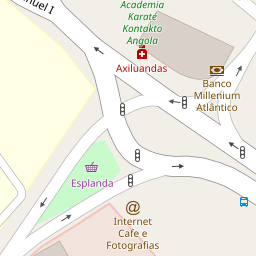 nuel I
Academia
Karaté
Kontakto
Angola
Axiluandas
Banco
Millenium
Atlântico
Esplanda
@
Internet
Cafe e
Fotografias